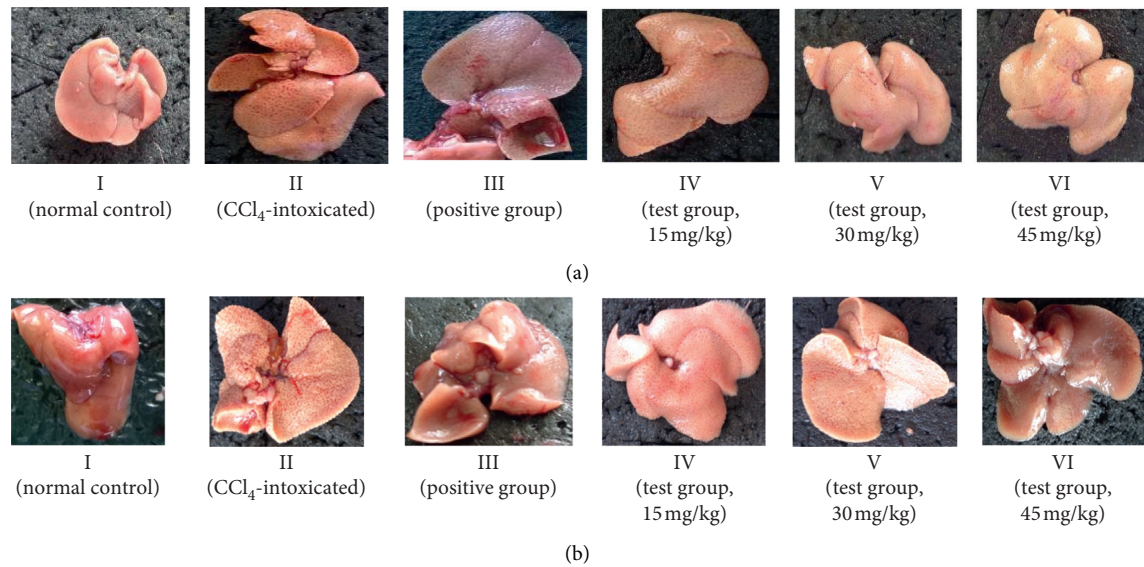 I II III IV V VI
(normal control) (CCl₄-intoxicated) (positive group) (test group, (test group, (test group,
15 mg/kg) 30 mg/kg) 45 mg/kg)
(a)
I II III IV V VI
(normal control) (CCl₄-intoxicated) (positive group) (test group, (test group, (test group,
15 mg/kg) 30 mg/kg) 45 mg/kg)
(b)